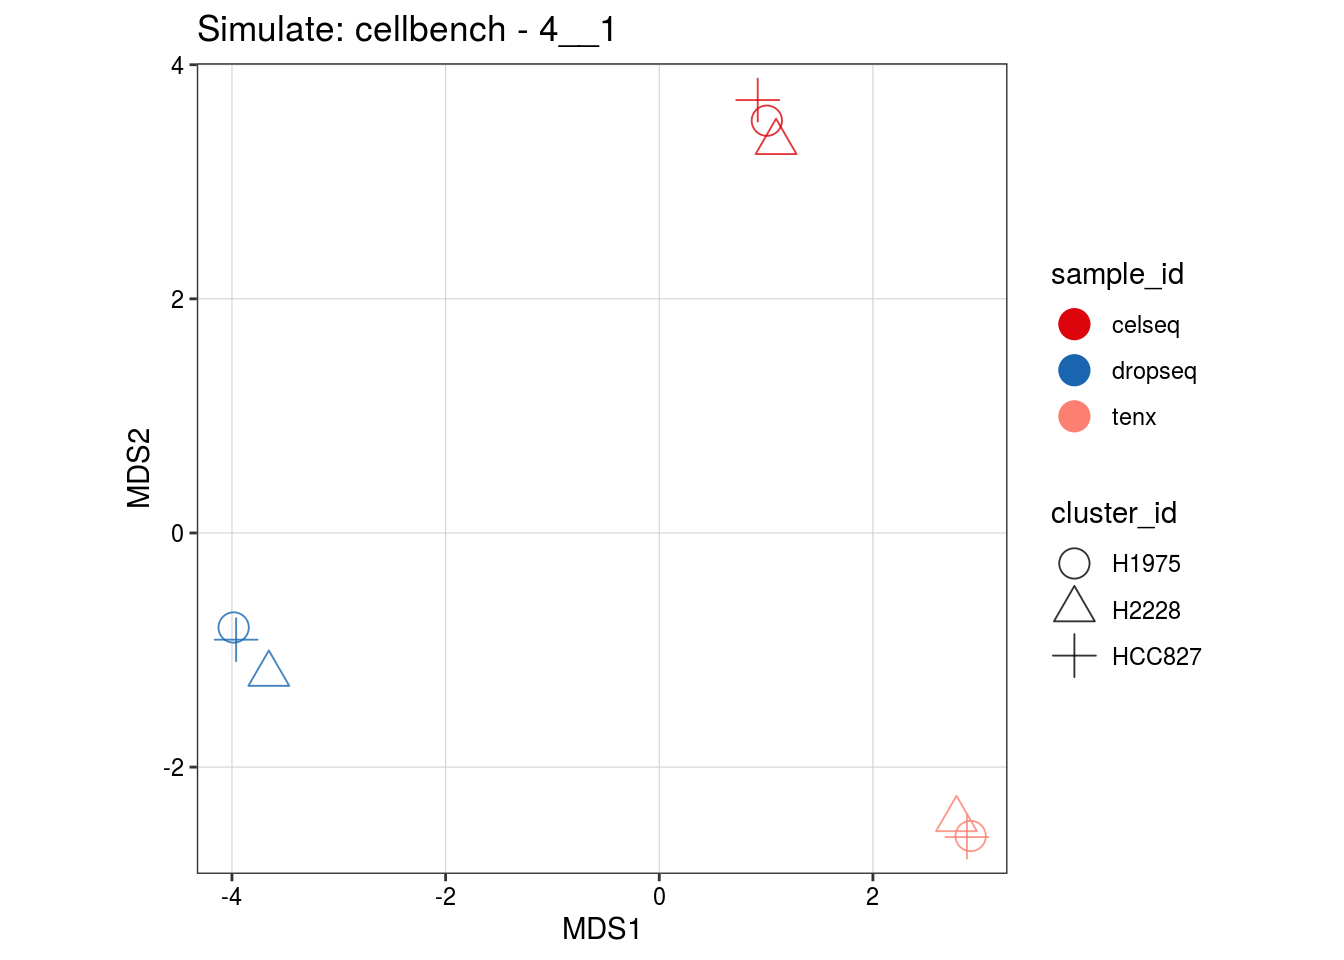 Simulate: cellbench - 4__1
4
2
0
-2
MDS2
-4
-2
0
2
MDS1
sample_id
celseq
dropseq
tenx
cluster_id
H1975
H2228
HCC827